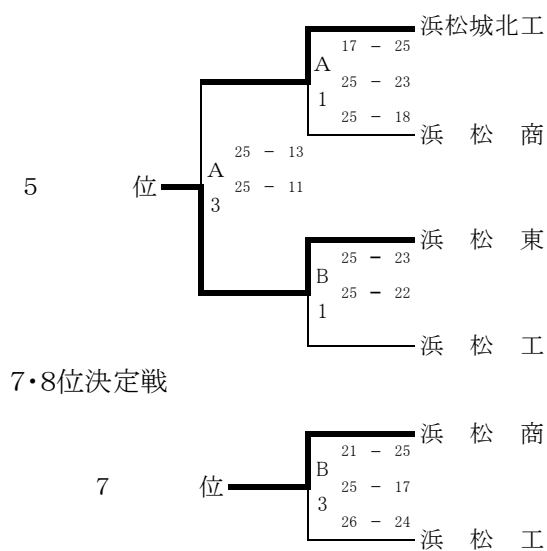 浜松城北工
17 － 25
A
25 － 23
1
25 － 18
浜 松 商
25 － 13
A
5 位
25 － 11
3
浜 松 東
25 － 23
B
25 － 22
1
浜 松 工
7・8位決定戦
浜 松 商
21 － 25
B
7 位
25 － 17
3
26 － 24
浜 松 工